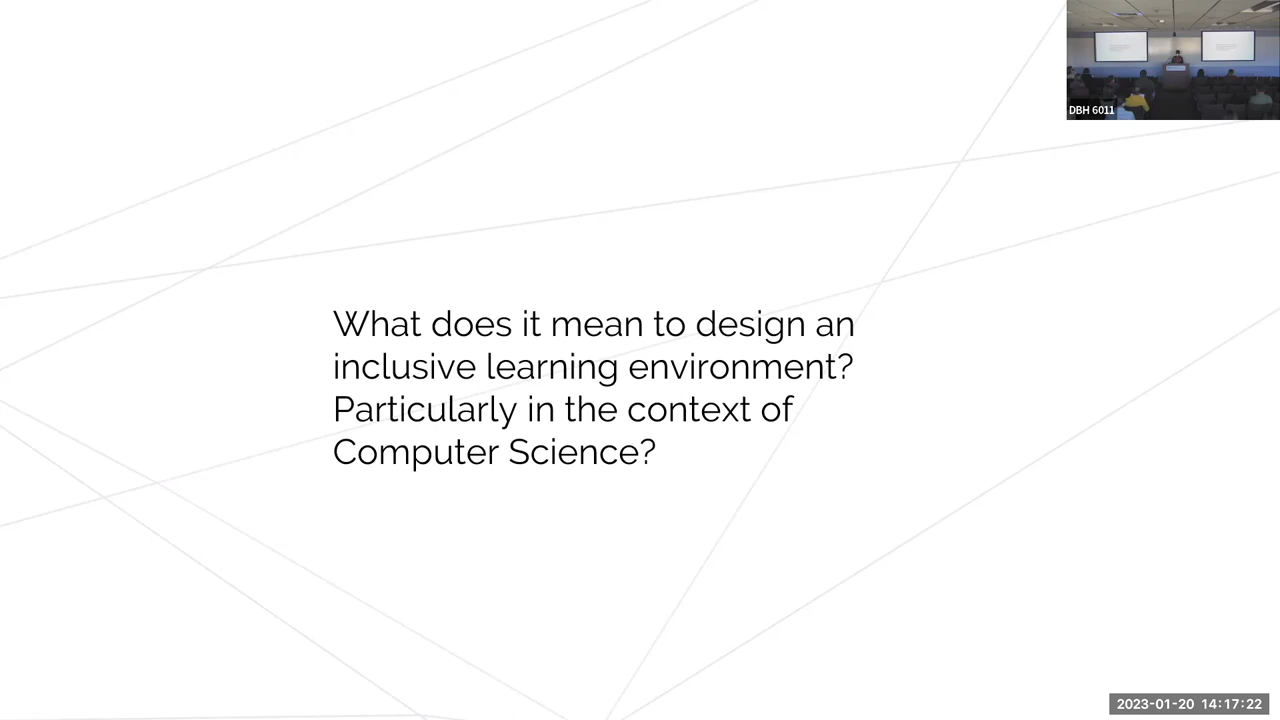 DBH 6011
What does it mean to design an
inclusive learning environment?
Particularly in the context of
Computer Science?
2023-01-20 14:17:22